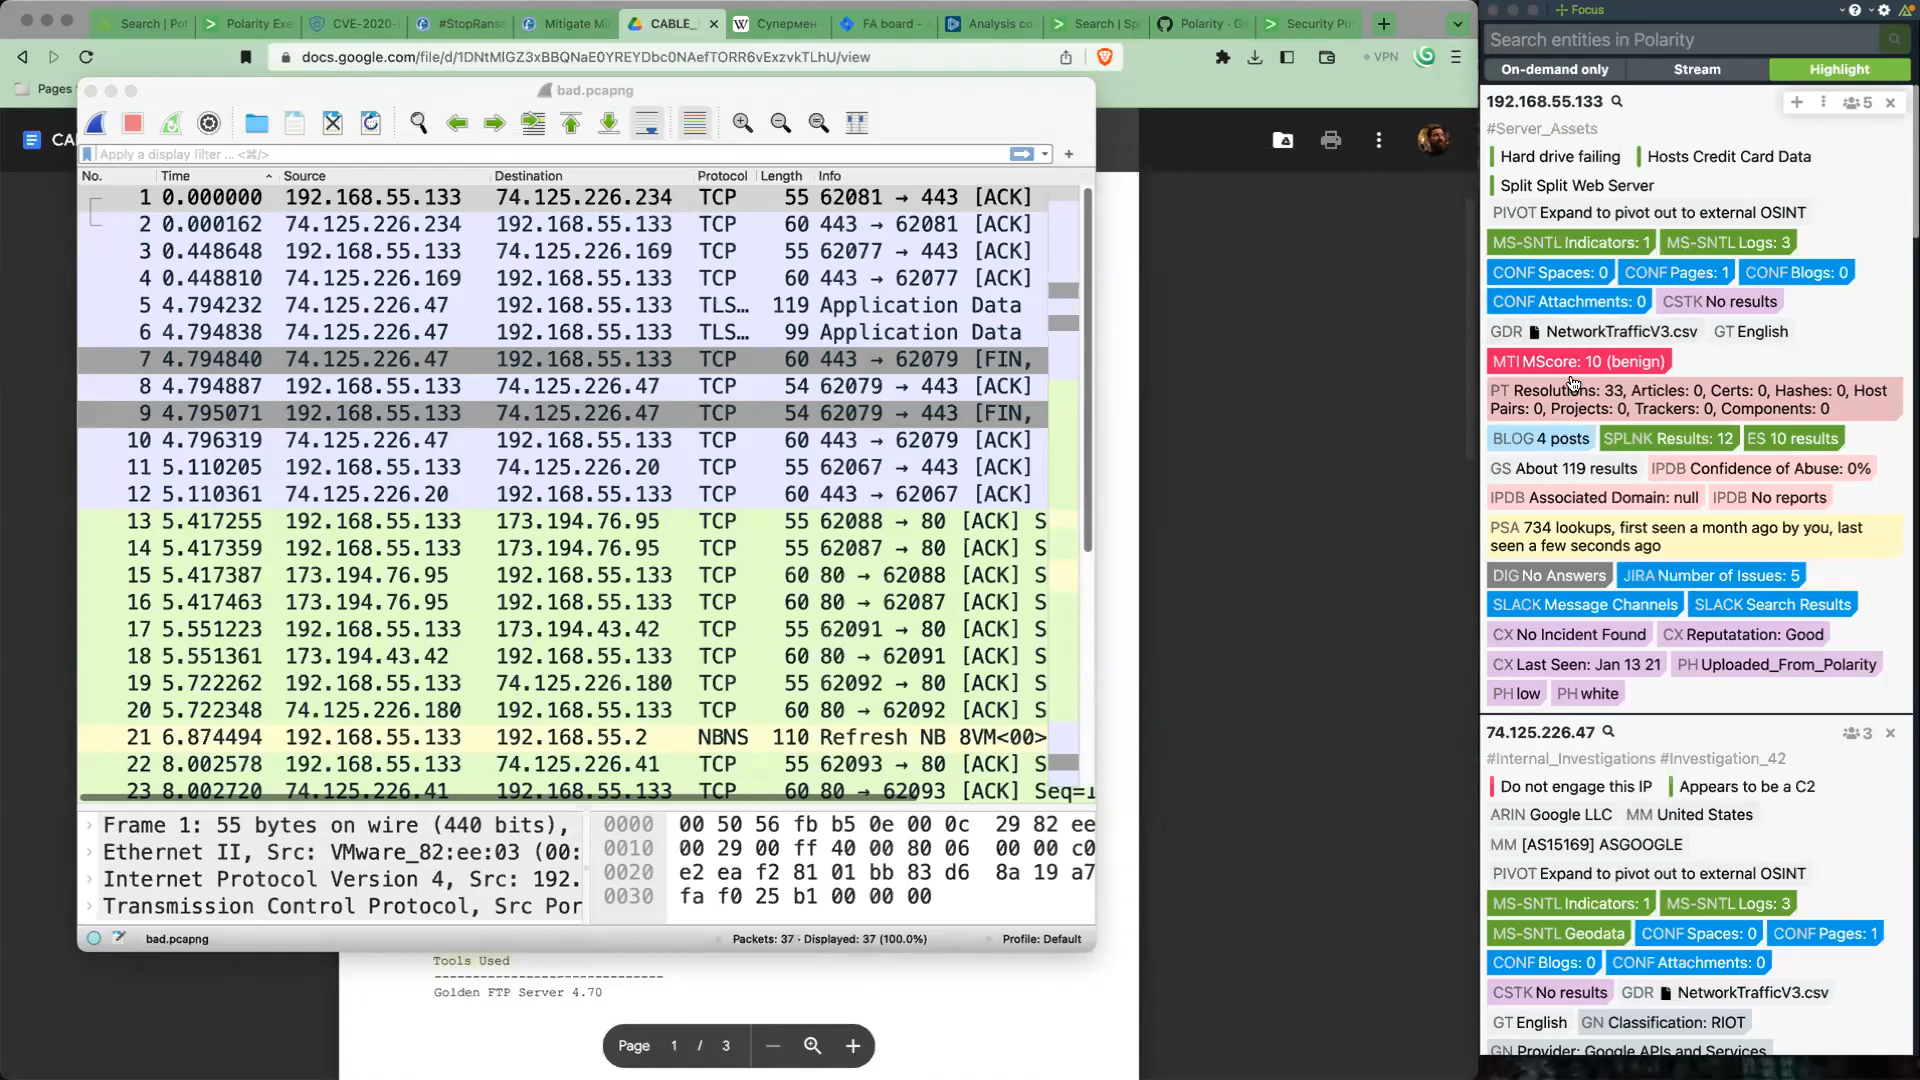 Search | Po
Polarity Exe
CVE-2020-
#StopRans
Mitigate Mi
CABLE_
Супермен
FA board -
Analysis co
Search | Sp
Polarity - G
Security Po
docs.google.com/file/d/1DNtMlGZ3xBBQNaE0YREYDbc0NAefTORR6vExzvkTLhU/view
VPN
Pages
CA
bad.pcapng
Apply a display filter ... <⌘/>
No. Time Source Destination Protocol Length Info
1 0.000000 192.168.55.133 74.125.226.234 TCP 55 62081 → 443 [ACK]
2 0.000162 74.125.226.234 192.168.55.133 TCP 60 443 → 62081 [ACK]
3 0.448648 192.168.55.133 74.125.226.169 TCP 55 62077 → 443 [ACK]
4 0.448810 74.125.226.169 192.168.55.133 TCP 60 443 → 62077 [ACK]
5 4.794232 74.125.226.47 192.168.55.133 TLS… 119 Application Data
6 4.794838 74.125.226.47 192.168.55.133 TLS… 99 Application Data
7 4.794840 74.125.226.47 192.168.55.133 TCP 60 443 → 62079 [FIN,
8 4.794887 192.168.55.133 74.125.226.47 TCP 54 62079 → 443 [ACK]
9 4.795071 192.168.55.133 74.125.226.47 TCP 54 62079 → 443 [FIN,
10 4.796319 74.125.226.47 192.168.55.133 TCP 60 443 → 62079 [ACK]
11 5.110205 192.168.55.133 74.125.226.20 TCP 55 62067 → 443 [ACK]
12 5.110361 74.125.226.20 192.168.55.133 TCP 60 443 → 62067 [ACK]
13 5.417255 192.168.55.133 173.194.76.95 TCP 55 62088 → 80 [ACK] S
14 5.417359 192.168.55.133 173.194.76.95 TCP 55 62087 → 80 [ACK] S
15 5.417387 173.194.76.95 192.168.55.133 TCP 60 80 → 62088 [ACK] S
16 5.417463 173.194.76.95 192.168.55.133 TCP 60 80 → 62087 [ACK] S
17 5.551223 192.168.55.133 173.194.43.42 TCP 55 62091 → 80 [ACK] S
18 5.551361 173.194.43.42 192.168.55.133 TCP 60 80 → 62091 [ACK] S
19 5.722262 192.168.55.133 74.125.226.180 TCP 55 62092 → 80 [ACK] S
20 5.722348 74.125.226.180 192.168.55.133 TCP 60 80 → 62092 [ACK] S
21 6.874494 192.168.55.133 192.168.55.2 NBNS 110 Refresh NB 8VM<00>
22 8.002578 192.168.55.133 74.125.226.41 TCP 55 62093 → 80 [ACK] S
23 8.002720 74.125.226.41 192.168.55.133 TCP 60 80 → 62093 [ACK] Seq=1
Frame 1: 55 bytes on wire (440 bits),
Ethernet II, Src: VMware_82:ee:03 (00:
Internet Protocol Version 4, Src: 192.
Transmission Control Protocol, Src Por
0000 00 50 56 fb b5 0e 00 0c 29 82 ee
0010 00 29 00 ff 40 00 80 06 00 00 c0
0020 e2 ea f2 81 01 bb 83 d6 8a 19 a7
0030 fa f0 25 b1 00 00 00
bad.pcapng
Packets: 37 · Displayed: 37 (100.0%)
Profile: Default
Tools Used
-----------------------------
Golden FTP Server 4.70
Page 1 / 3
Focus
Search entities in Polarity
On-demand only Stream Highlight
192.168.55.133
5
#Server_Assets
Hard drive failing Hosts Credit Card Data
Split Split Web Server
PIVOT Expand to pivot out to external OSINT
MS-SNTL Indicators: 1 MS-SNTL Logs: 3
CONF Spaces: 0 CONF Pages: 1 CONF Blogs: 0
CONF Attachments: 0 CSTK No results
GDR NetworkTrafficV3.csv GT English
MTI MScore: 10 (benign)
PT Resolutions: 33, Articles: 0, Certs: 0, Hashes: 0, Host
Pairs: 0, Projects: 0, Trackers: 0, Components: 0
BLOG 4 posts SPLNK Results: 12 ES 10 results
GS About 119 results IPDB Confidence of Abuse: 0%
IPDB Associated Domain: null IPDB No reports
PSA 734 lookups, first seen a month ago by you, last
seen a few seconds ago
DIG No Answers JIRA Number of Issues: 5
SLACK Message Channels SLACK Search Results
CX No Incident Found CX Reputatation: Good
CX Last Seen: Jan 13 21 PH Uploaded_From_Polarity
PH low PH white
74.125.226.47
3
#Internal_Investigations #Investigation_42
Do not engage this IP Appears to be a C2
ARIN Google LLC MM United States
MM [AS15169] ASGOOGLE
PIVOT Expand to pivot out to external OSINT
MS-SNTL Indicators: 1 MS-SNTL Logs: 3
MS-SNTL Geodata CONF Spaces: 0 CONF Pages: 1
CONF Blogs: 0 CONF Attachments: 0
CSTK No results GDR NetworkTrafficV3.csv
GT English GN Classification: RIOT
GN Provider: Google APIs and Services